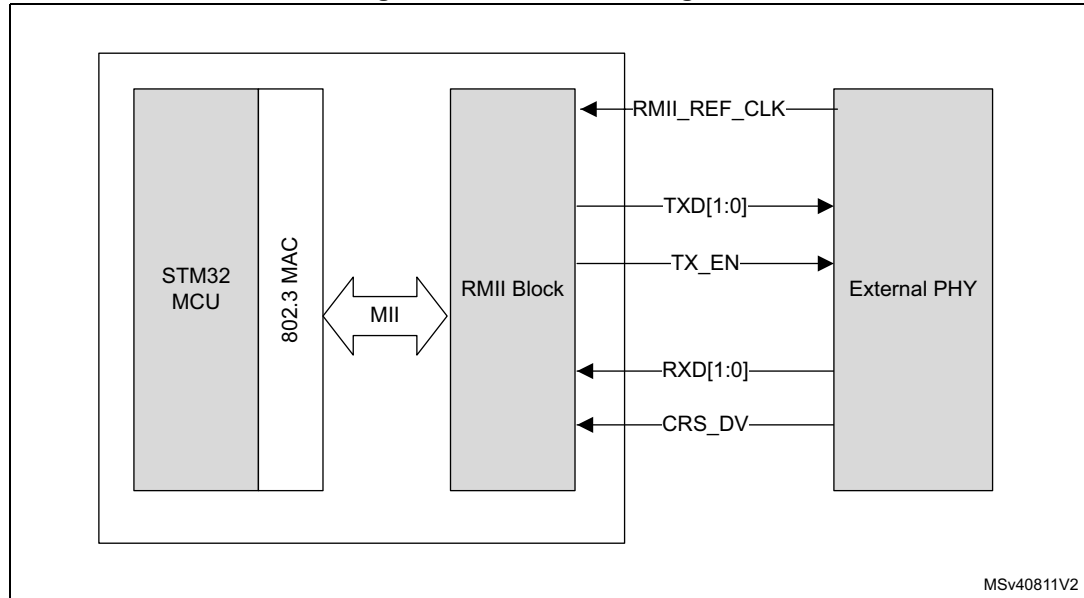 RMII_REF_CLK
TXD[1:0]
TX_EN
STM32
MCU
802.3 MAC
MII
RMII Block
External PHY
RXD[1:0]
CRS_DV
MSv40811V2